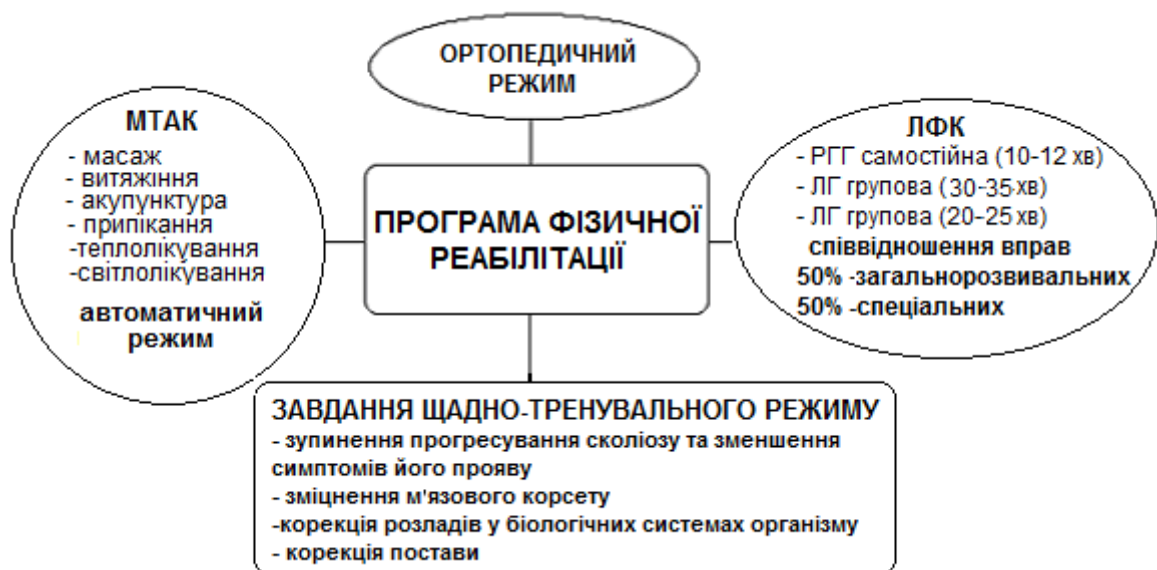 ОРТОПЕДИЧНИЙ
РЕЖИМ
МТАК
- масаж
- витяжіння
- акупунктура
- припікання
-теплолікування
-світлолікування
автоматичний
режим
ПРОГРАМА ФІЗИЧНОЇ
РЕАБІЛІТАЦІЇ
ЛФК
- РГГ самостійна (10-12 хв)
- ЛГ групова (30-35 хв)
- ЛГ групова (20-25 хв)
співвідношення вправ
50% -загальнорозвивальних
50% -спеціальних
ЗАВДАННЯ ЩАДНО-ТРЕНУВАЛЬНОГО РЕЖИМУ
- зупинення прогресування сколіозу та зменшення
симптомів його прояву
- зміцнення м'язового корсету
-корекція розладів у біологічних системах організму
- корекція постави